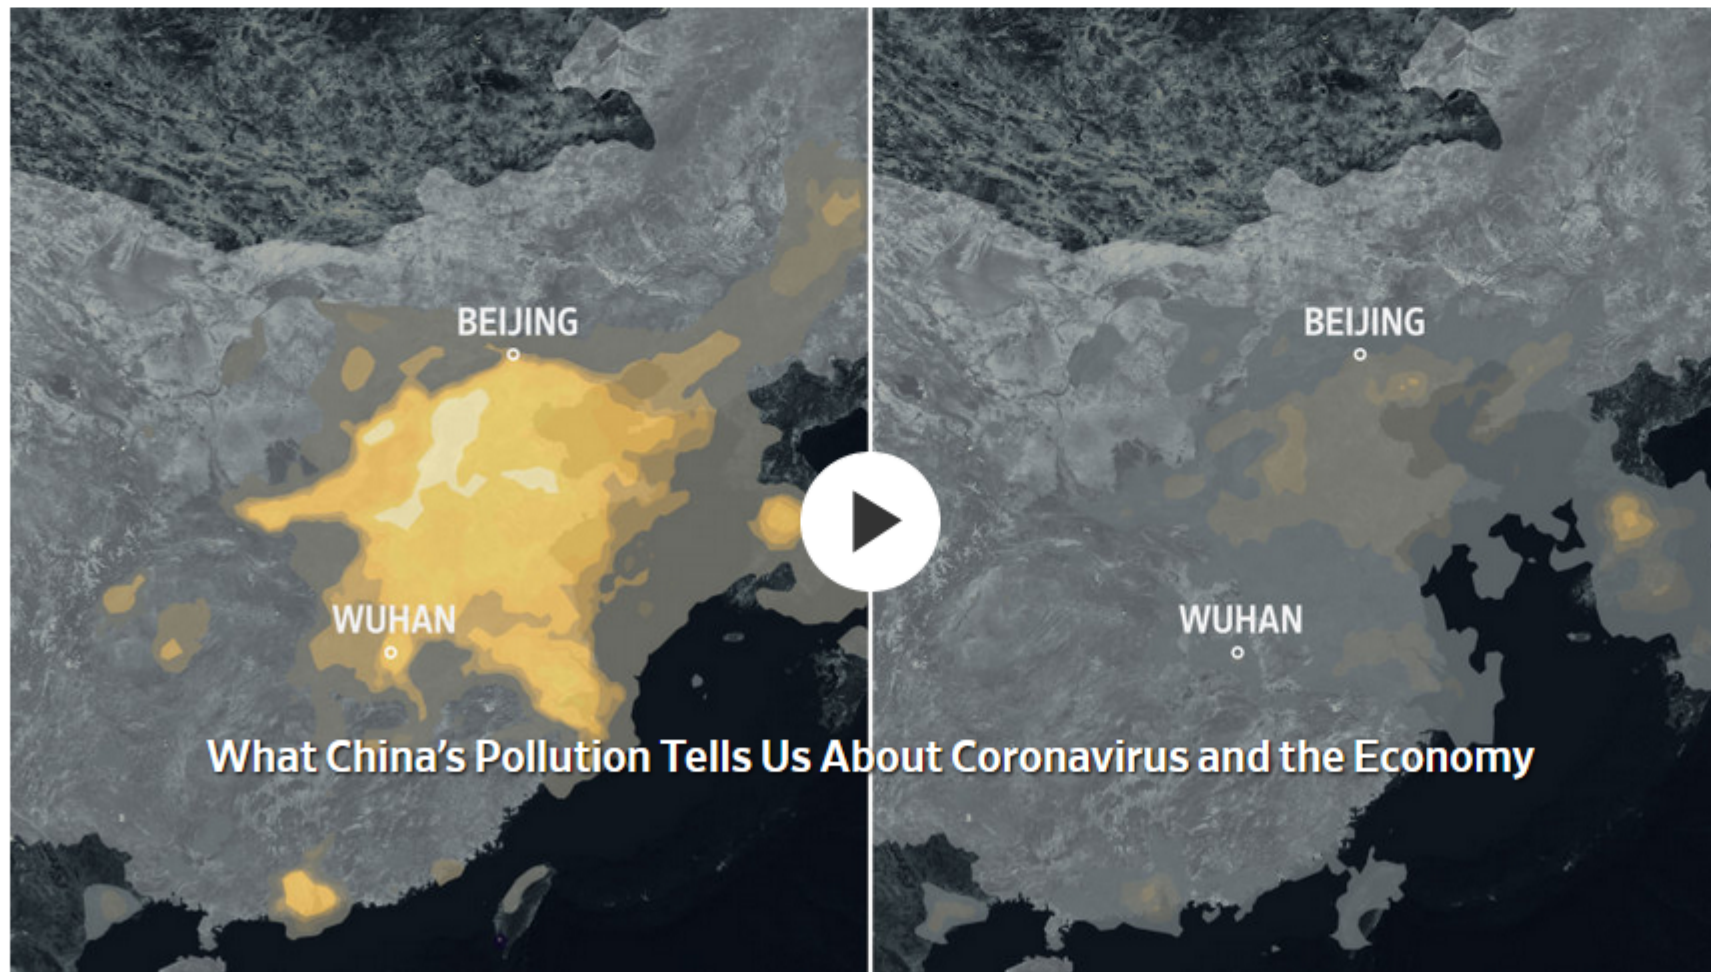 BEIJING
BEIJING
WUHAN
WUHAN
What China's Pollution Tells Us About Coronavirus and the Economy